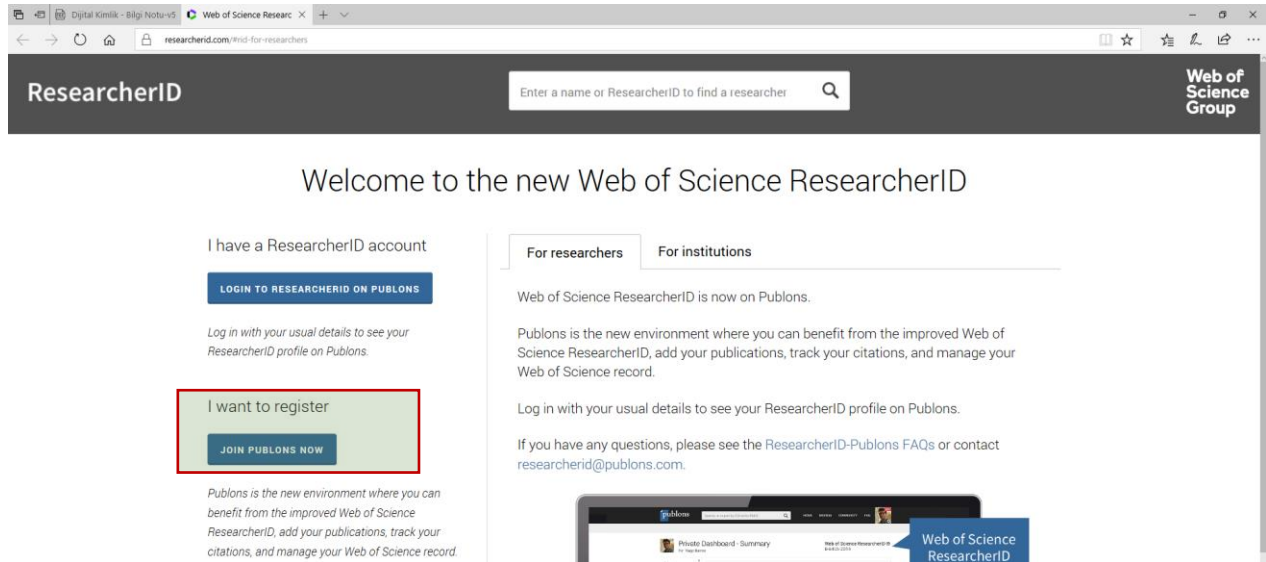 Dijital Kimlik - Bilgi Notu-v5
Web of Science Researc
researcherid.com/#rid-for-researchers
ResearcherID
Enter a name or ResearcherID to find a researcher
Web of
Science
Group
Welcome to the new Web of Science ResearcherID
I have a ResearcherID account
LOGIN TO RESEARCHERID ON PUBLONS
Log in with your usual details to see your
ResearcherID profile on Publons.
I want to register
JOIN PUBLONS NOW
Publons is the new environment where you can
benefit from the improved Web of Science
ResearcherID, add your publications, track your
citations, and manage your Web of Science record.
For researchers
For institutions
Web of Science ResearcherID is now on Publons.
Publons is the new environment where you can benefit from the improved Web of
Science ResearcherID, add your publications, track your citations, and manage your
Web of Science record.
Log in with your usual details to see your ResearcherID profile on Publons.
If you have any questions, please see the ResearcherID-Publons FAQs or contact
researcherid@publons.com.
publons
Private Dashboard - Summary
Web of Science
ResearcherID